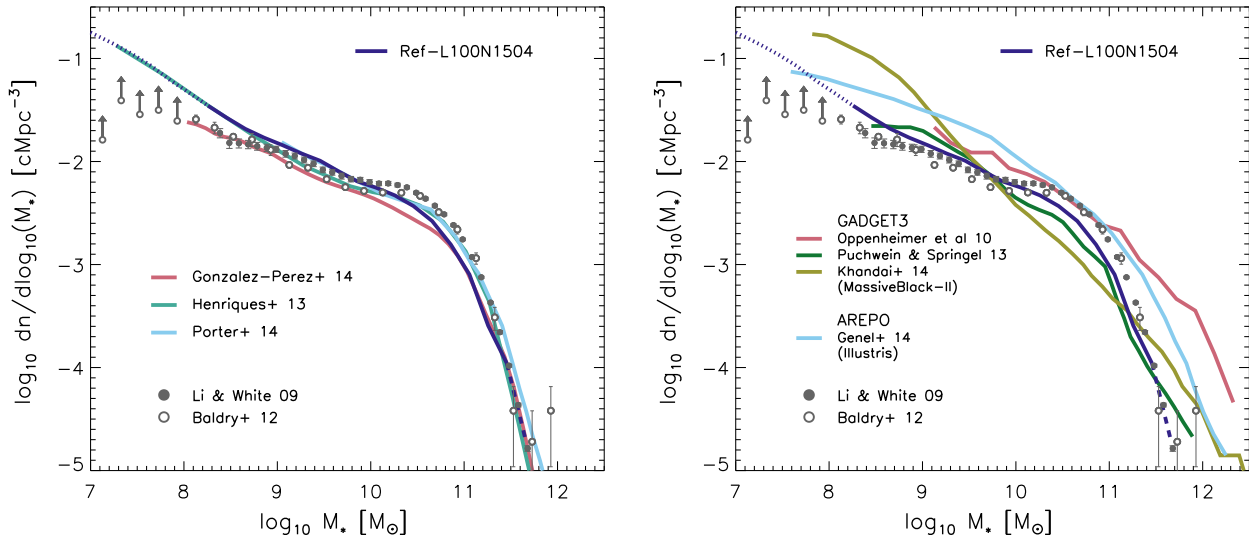 Ref-L100N1504
Gonzalez-Perez+ 14
Henriques+ 13
Porter+ 14
Li & White 09
Baldry+ 12
-1
-2
-3
-4
-5
7 8 9 10 11 12
log₁₀ dn/dlog₁₀(M*) [cMpc⁻³]
log₁₀ M* [M☉]
Ref-L100N1504
GADGET3
Oppenheimer et al 10
Puchwein & Springel 13
Khandai+ 14
(MassiveBlack-II)
AREPO
Genel+ 14
(Illustris)
Li & White 09
Baldry+ 12
-1
-2
-3
-4
-5
7 8 9 10 11 12
log₁₀ dn/dlog₁₀(M*) [cMpc⁻³]
log₁₀ M* [M☉]